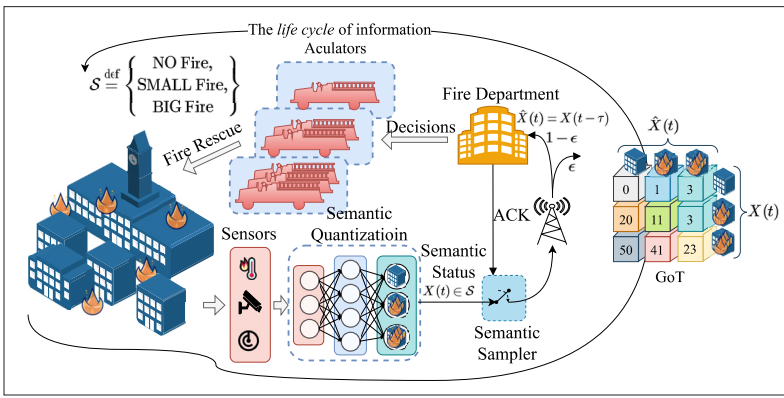 The life cycle of information
Aculators
𝒮 def= { NO Fire,
SMALL Fire,
BIG Fire }
Fire Rescue
Decisions
Fire Department
X̂(t) = X(t−τ)
1−ϵ
ϵ
ACK
Sensors
Semantic
Quantizatioin
Semantic
Status
X(t) ∈ 𝒮
Semantic
Sampler
X̂(t)
0 1 3
20 11 3
50 41 23
X(t)
GoT